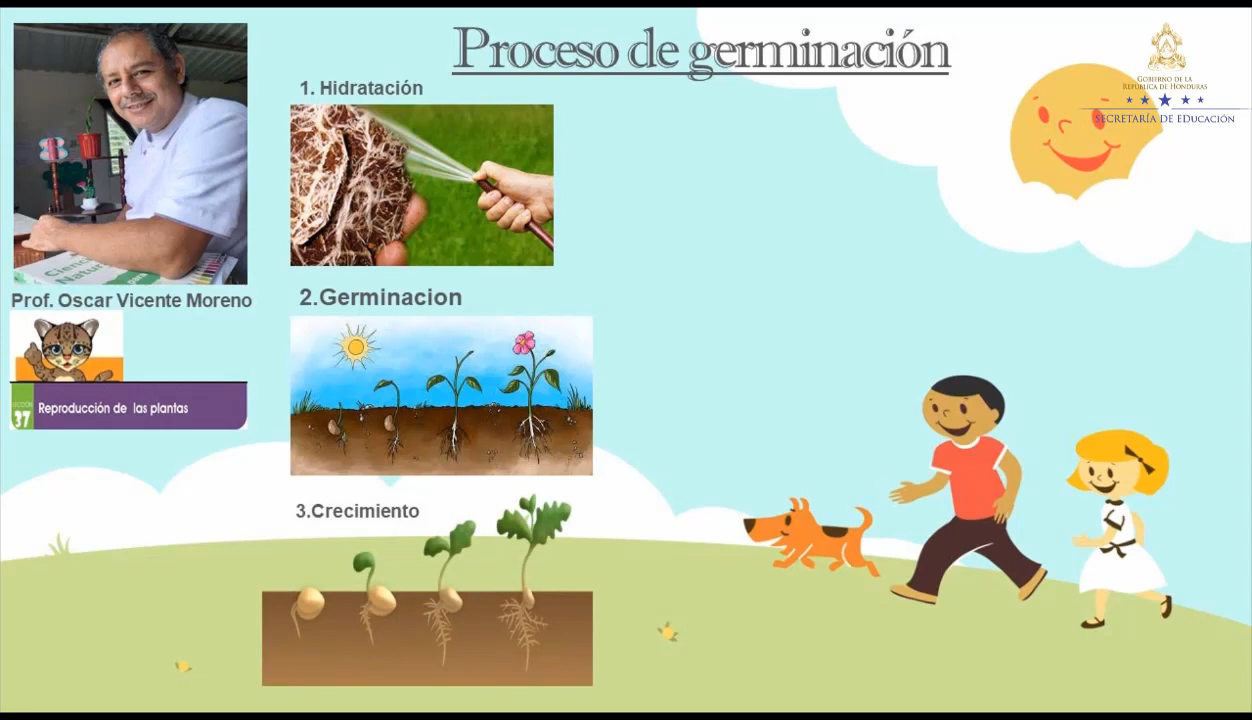 Proceso de germinación
GOBIERNO DE LA
REPÚBLICA DE HONDURAS
SECRETARÍA DE EDUCACIÓN
1. Hidratación
2.Germinacion
3.Crecimiento
Prof. Oscar Vicente Moreno
SECCIÓN
37
Reproducción de las plantas